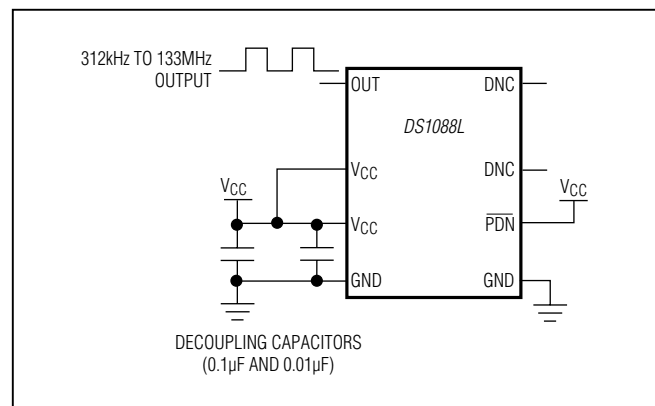 312kHz TO 133MHz
OUTPUT
OUT
DNC
DS1088L
VCC
DNC
VCC
VCC
VCC
PDN
GND
GND
DECOUPLING CAPACITORS
(0.1µF AND 0.01µF)